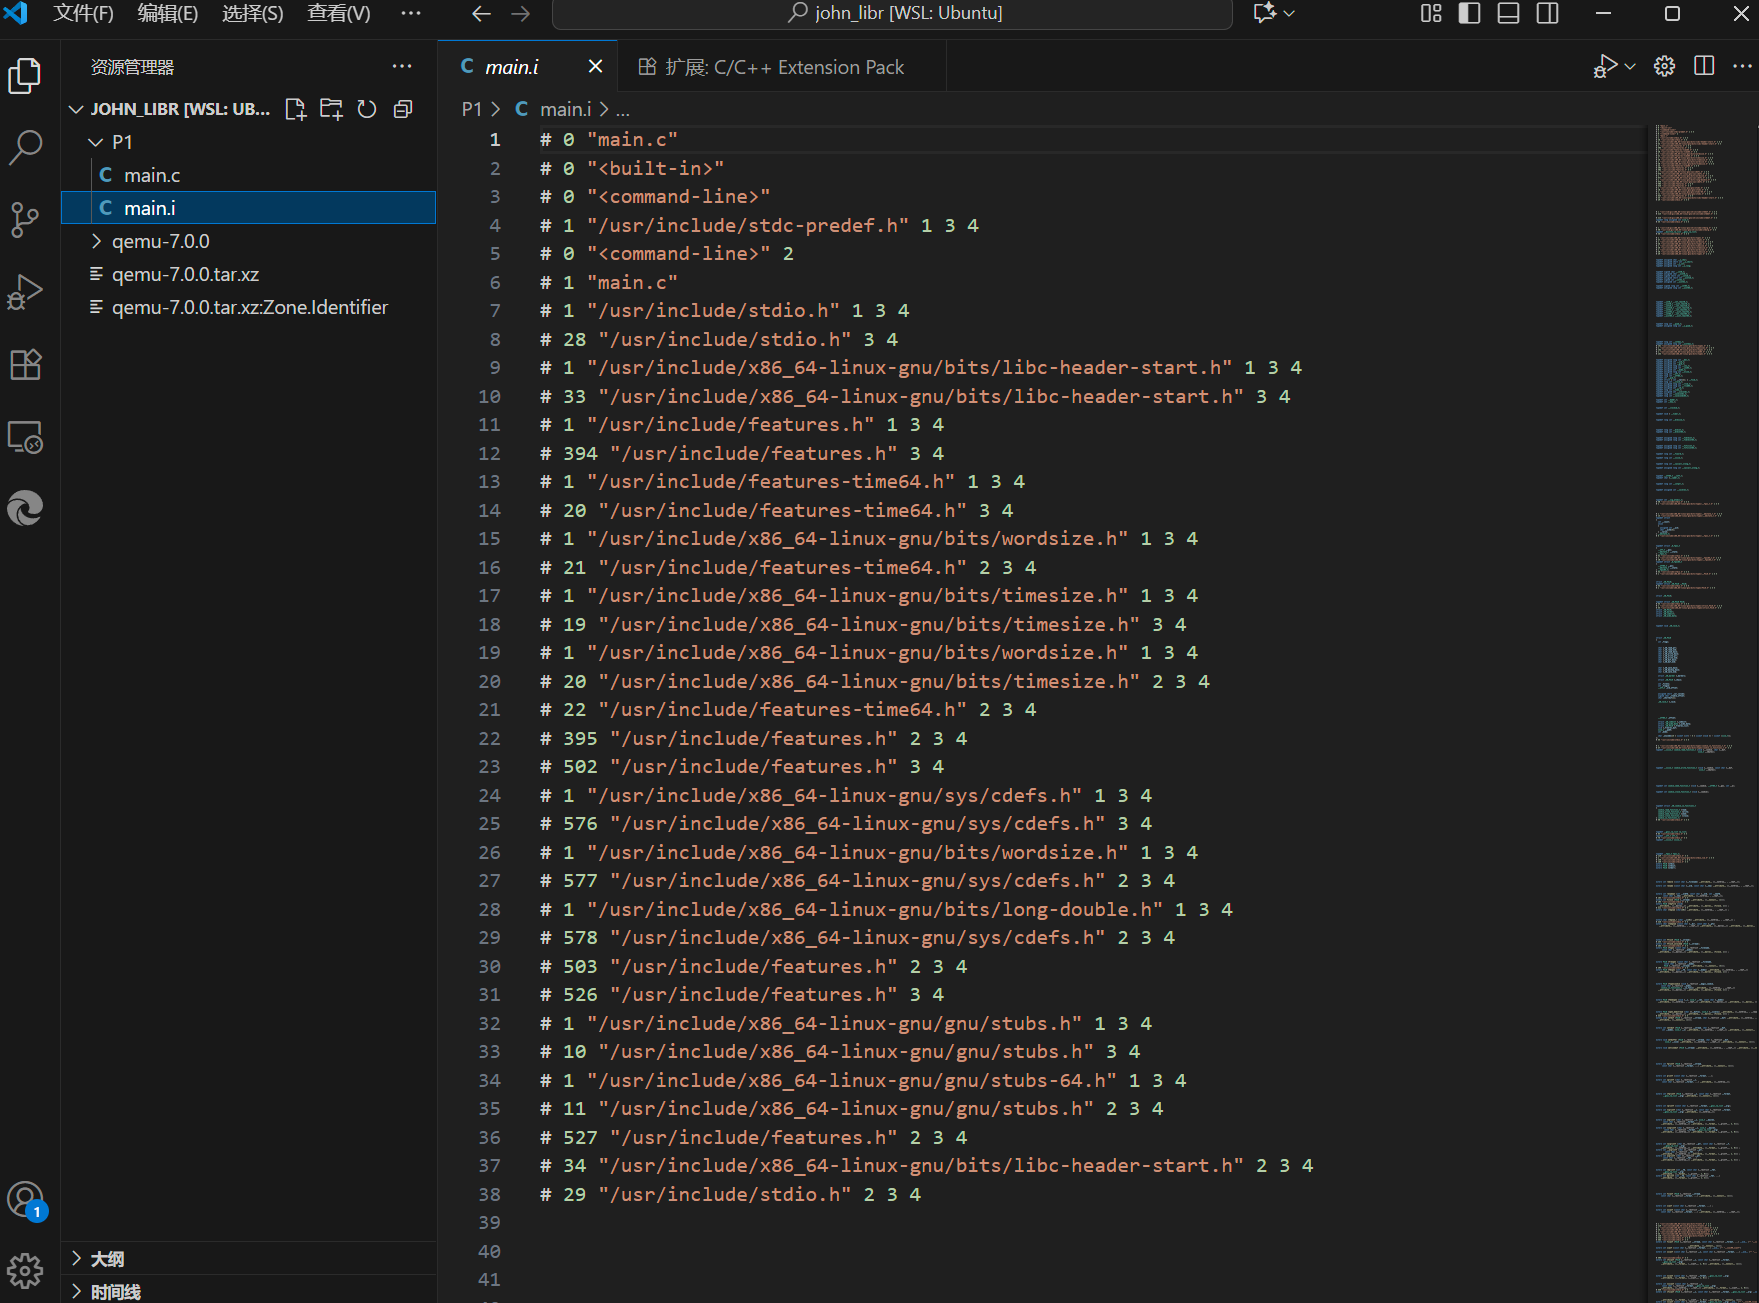 文件(F) 编辑(E) 选择(S) 查看(V) ··· john_libr [WSL: Ubuntu]
资源管理器
JOHN_LIBR [WSL: UB...
P1
main.c
main.i
qemu-7.0.0
qemu-7.0.0.tar.xz
qemu-7.0.0.tar.xz:Zone.Identifier
大纲
时间线
1
main.i 扩展: C/C++ Extension Pack
P1 > C main.i > ...
1 # 0 "main.c"
2 # 0 "<built-in>"
3 # 0 "<command-line>"
4 # 1 "/usr/include/stdc-predef.h" 1 3 4
5 # 0 "<command-line>" 2
6 # 1 "main.c"
7 # 1 "/usr/include/stdio.h" 1 3 4
8 # 28 "/usr/include/stdio.h" 3 4
9 # 1 "/usr/include/x86_64-linux-gnu/bits/libc-header-start.h" 1 3 4
10 # 33 "/usr/include/x86_64-linux-gnu/bits/libc-header-start.h" 3 4
11 # 1 "/usr/include/features.h" 1 3 4
12 # 394 "/usr/include/features.h" 3 4
13 # 1 "/usr/include/features-time64.h" 1 3 4
14 # 20 "/usr/include/features-time64.h" 3 4
15 # 1 "/usr/include/x86_64-linux-gnu/bits/wordsize.h" 1 3 4
16 # 21 "/usr/include/features-time64.h" 2 3 4
17 # 1 "/usr/include/x86_64-linux-gnu/bits/timesize.h" 1 3 4
18 # 19 "/usr/include/x86_64-linux-gnu/bits/timesize.h" 3 4
19 # 1 "/usr/include/x86_64-linux-gnu/bits/wordsize.h" 1 3 4
20 # 20 "/usr/include/x86_64-linux-gnu/bits/timesize.h" 2 3 4
21 # 22 "/usr/include/features-time64.h" 2 3 4
22 # 395 "/usr/include/features.h" 2 3 4
23 # 502 "/usr/include/features.h" 3 4
24 # 1 "/usr/include/x86_64-linux-gnu/sys/cdefs.h" 1 3 4
25 # 576 "/usr/include/x86_64-linux-gnu/sys/cdefs.h" 3 4
26 # 1 "/usr/include/x86_64-linux-gnu/bits/wordsize.h" 1 3 4
27 # 577 "/usr/include/x86_64-linux-gnu/sys/cdefs.h" 2 3 4
28 # 1 "/usr/include/x86_64-linux-gnu/bits/long-double.h" 1 3 4
29 # 578 "/usr/include/x86_64-linux-gnu/sys/cdefs.h" 2 3 4
30 # 503 "/usr/include/features.h" 2 3 4
31 # 526 "/usr/include/features.h" 3 4
32 # 1 "/usr/include/x86_64-linux-gnu/gnu/stubs.h" 1 3 4
33 # 10 "/usr/include/x86_64-linux-gnu/gnu/stubs.h" 3 4
34 # 1 "/usr/include/x86_64-linux-gnu/gnu/stubs-64.h" 1 3 4
35 # 11 "/usr/include/x86_64-linux-gnu/gnu/stubs.h" 2 3 4
36 # 527 "/usr/include/features.h" 2 3 4
37 # 34 "/usr/include/x86_64-linux-gnu/bits/libc-header-start.h" 2 3 4
38 # 29 "/usr/include/stdio.h" 2 3 4
39
40
41